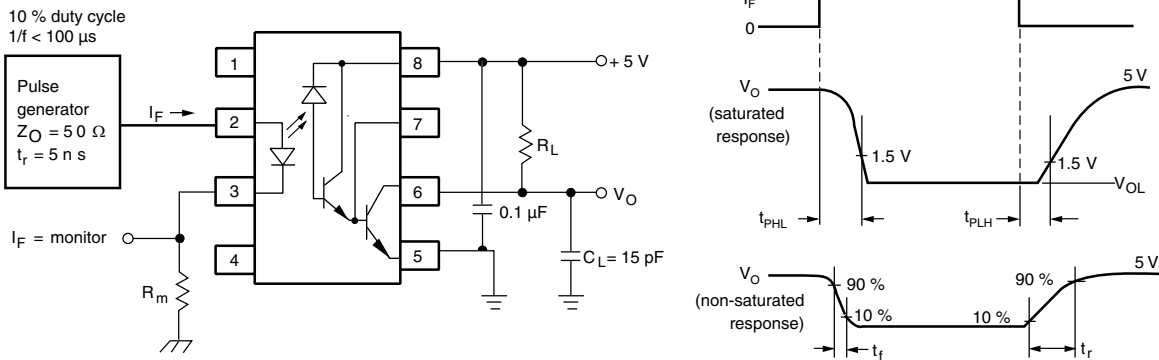 10 % duty cycle
1/f < 100 µs
Pulse
generator
Z_O = 50 Ω
t_r = 5 n s
I_F
1
2
3
4
8
7
6
5
+ 5 V
R_L
V_O
0.1 µF
C_L = 15 pF
I_F = monitor
R_m
I_F
0
V_O
(saturated
response)
5 V
1.5 V
1.5 V
V_OL
t_PHL
t_PLH
V_O
(non-saturated
response)
5 V
90 %
10 %
90 %
10 %
t_f
t_r